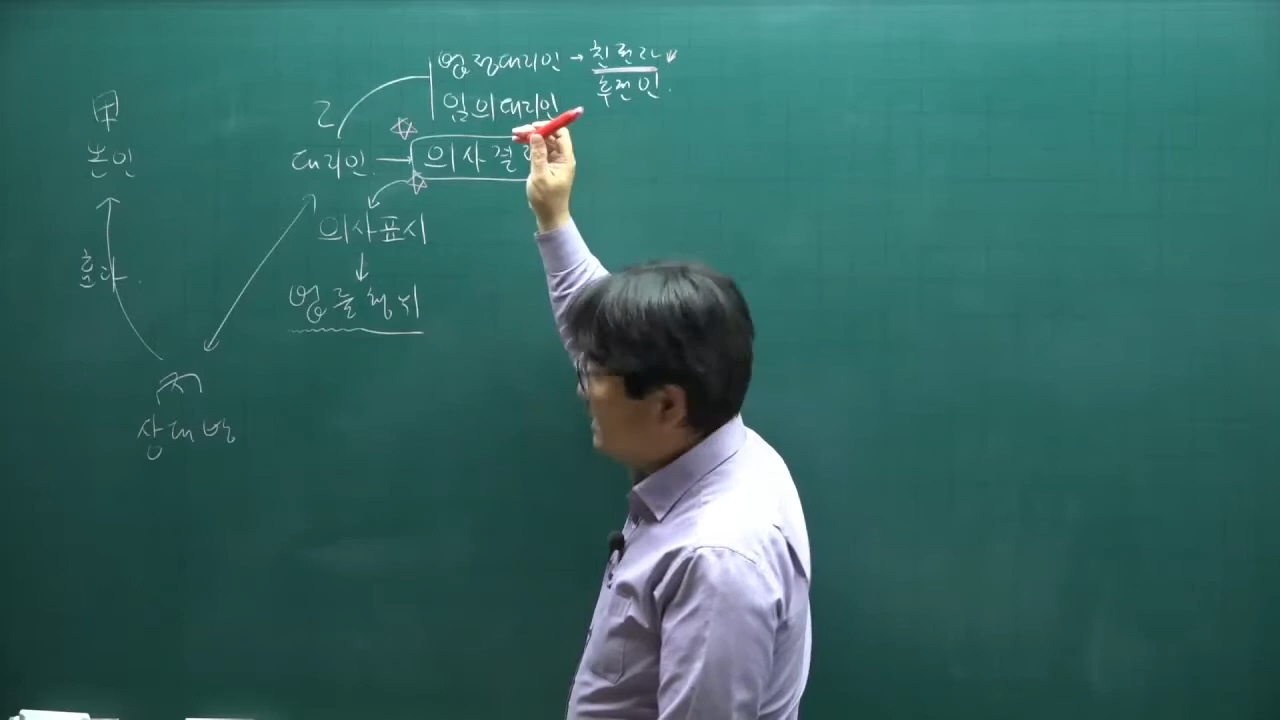 법정대리인 → 친권자
후견인
임의대리인
甲
乙
본인
대리인 → 의사결
의사표시
효과
법률행위
丙
상대방